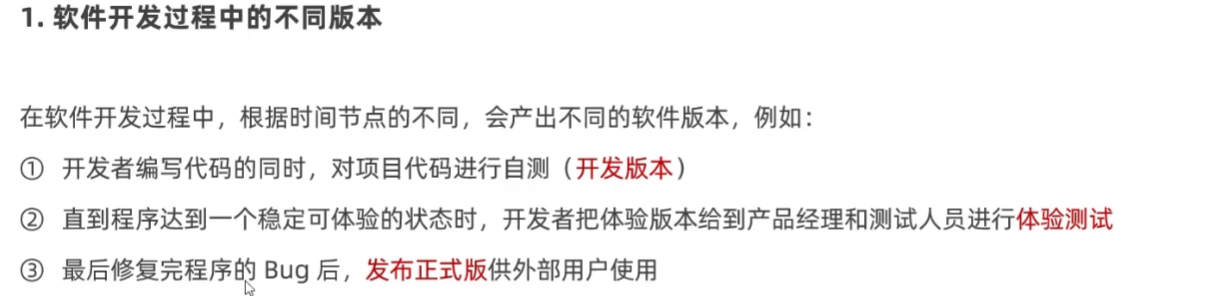 1. 软件开发过程中的不同版本
在软件开发过程中，根据时间节点的不同，会产出不同的软件版本，例如：
① 开发者编写代码的同时，对项目代码进行自测（开发版本）
② 直到程序达到一个稳定可体验的状态时，开发者把体验版本给到产品经理和测试人员进行体验测试
③ 最后修复完程序的 Bug 后，发布正式版供外部用户使用